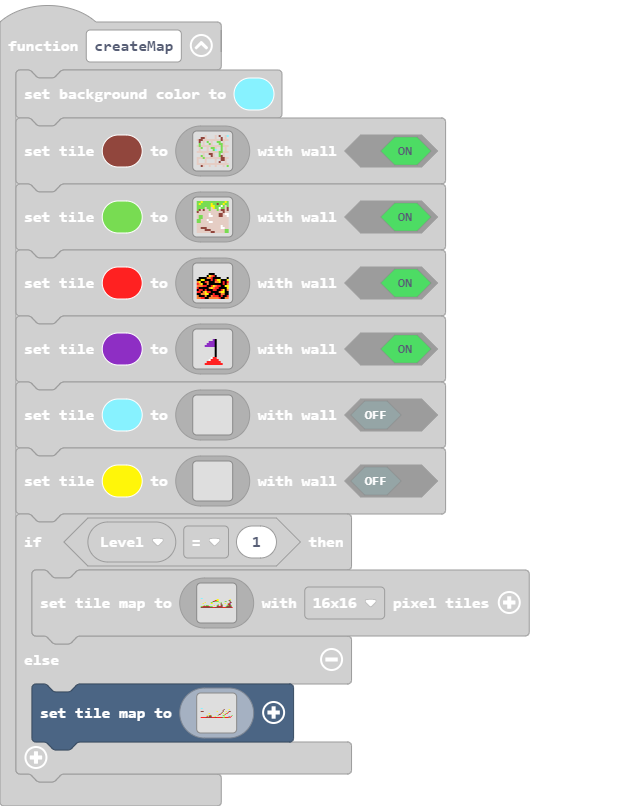 function createMap
set background color to
set tile to with wall ON
set tile to with wall ON
set tile to with wall ON
set tile to with wall ON
set tile to with wall OFF
set tile to with wall OFF
if Level = 1 then
set tile map to with 16x16 pixel tiles
else
set tile map to